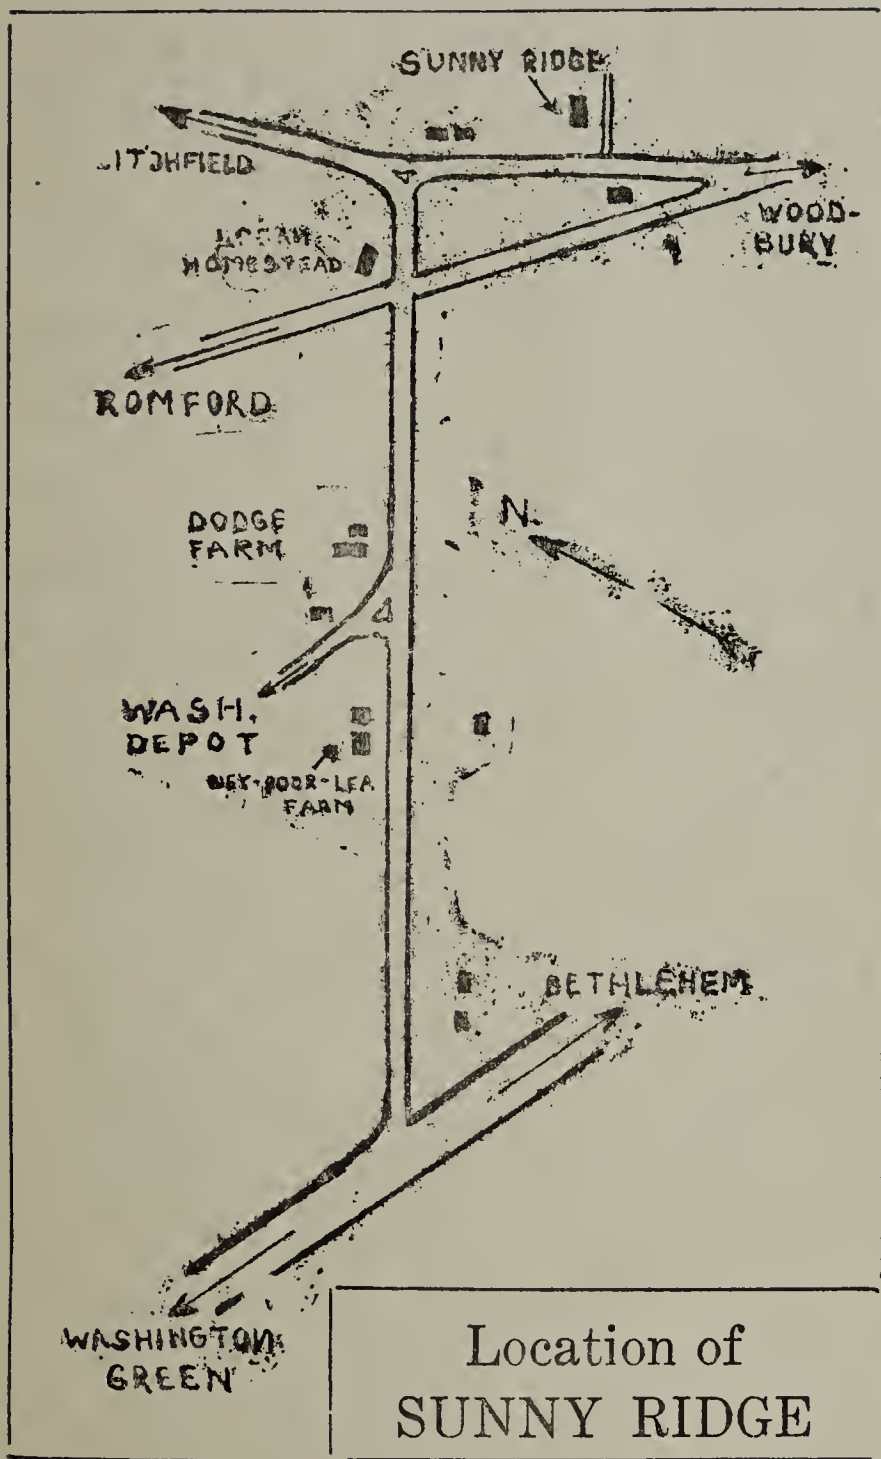 SUNNY RIDGE
LITCHFIELD
WOOD-
BURY
HOMESTEAD
ROMFORD
DODGE
FARM
N.
WASH.
DEPOT
FARM
BETHLEHEM
WASHINGTON
GREEN
Location of
SUNNY RIDGE